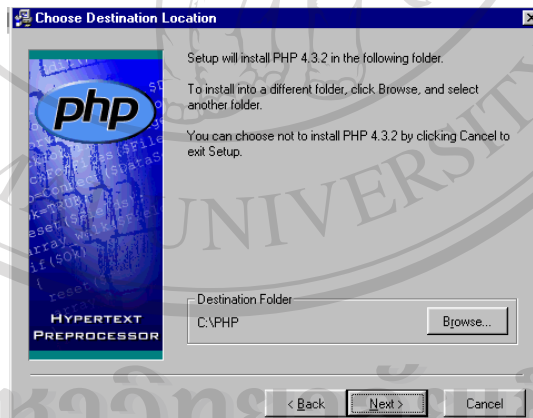 Choose Destination Location
Setup will install PHP 4.3.2 in the following folder.
To install into a different folder, click Browse, and select
another folder.
You can choose not to install PHP 4.3.2 by clicking Cancel to
exit Setup.
php
HYPERTEXT
PREPROCESSOR
Destination Folder
C:\PHP
Browse...
< Back
Next >
Cancel
UNIVERSITY